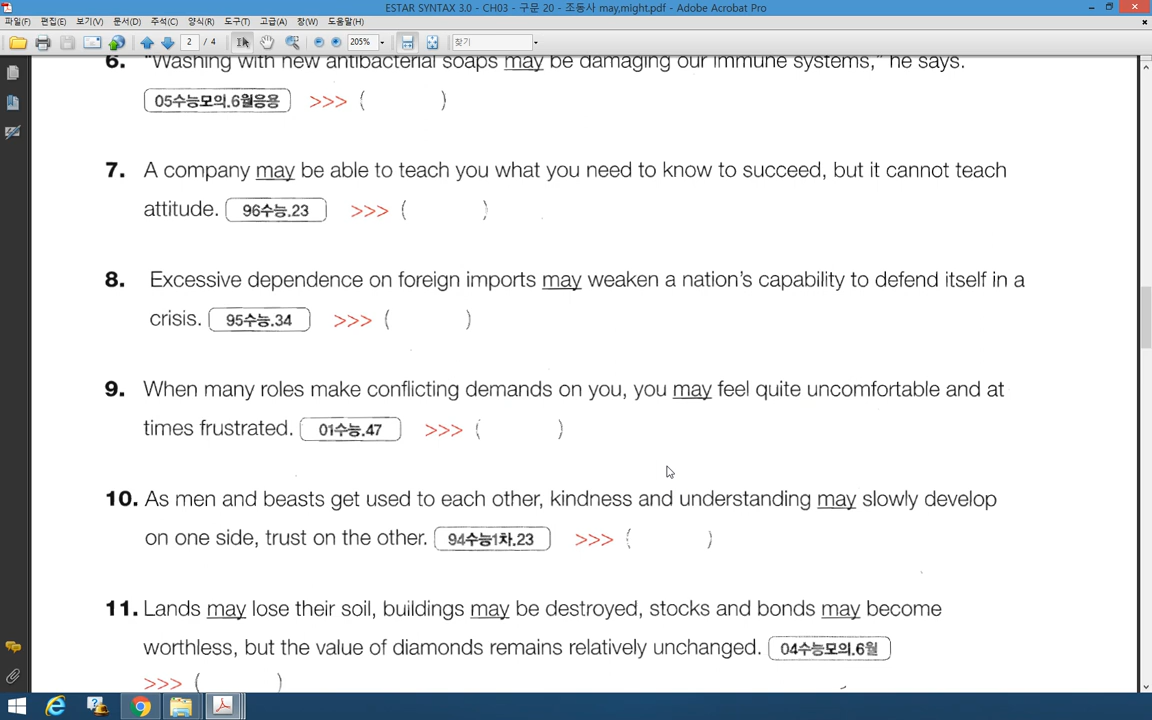 ESTAR SYNTAX 3.0 - CH03 - 구문 20 - 조동사 may,might.pdf - Adobe Acrobat Pro
파일(F) 편집(E) 보기(V) 문서(D) 주석(C) 양식(R) 도구(T) 고급(A) 창(W) 도움말(H)
2 / 4 205% 찾기
6. "Washing with new antibacterial soaps may be damaging our immune systems," he says.
05수능모의.6월응용 >>> ( )
7. A company may be able to teach you what you need to know to succeed, but it cannot teach
attitude. 96수능.23 >>> ( )
8. Excessive dependence on foreign imports may weaken a nation's capability to defend itself in a
crisis. 95수능.34 >>> ( )
9. When many roles make conflicting demands on you, you may feel quite uncomfortable and at
times frustrated. 01수능.47 >>> ( )
10. As men and beasts get used to each other, kindness and understanding may slowly develop
on one side, trust on the other. 94수능1차.23 >>> ( )
11. Lands may lose their soil, buildings may be destroyed, stocks and bonds may become
worthless, but the value of diamonds remains relatively unchanged. 04수능모의.6월
>>> ( )